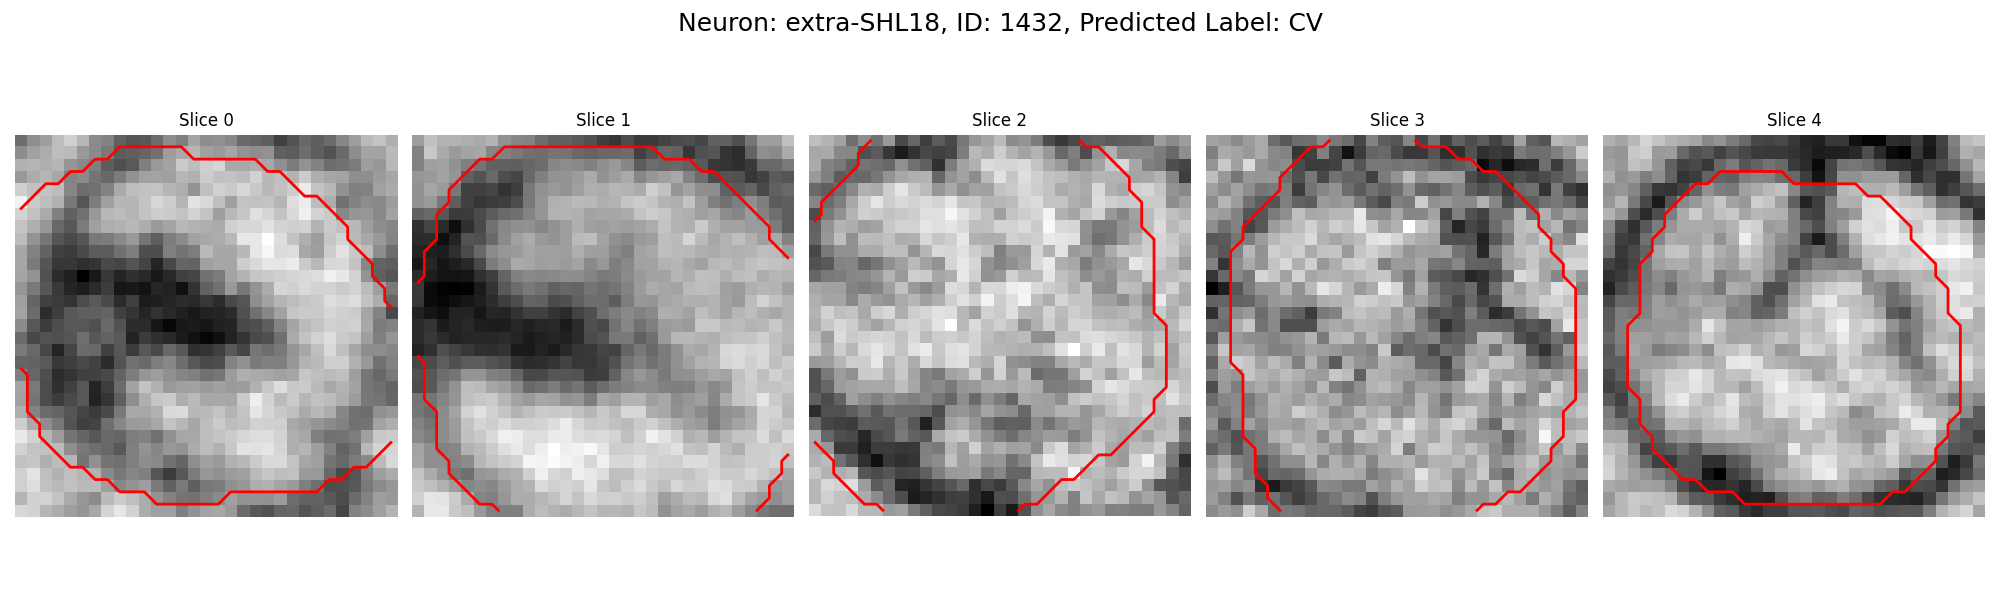 Neuron: extra-SHL18, ID: 1432, Predicted Label: CV
Slice 0
Slice 1
Slice 2
Slice 3
Slice 4